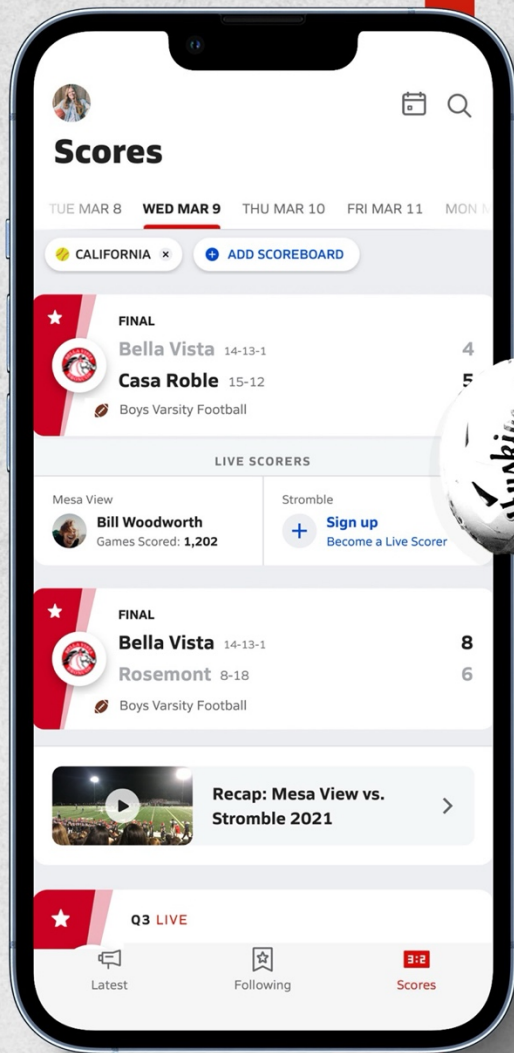 Scores
TUE MAR 8 WED MAR 9 THU MAR 10 FRI MAR 11 MON
CALIFORNIA ×
ADD SCOREBOARD
FINAL
Bella Vista 14-13-1 4
Casa Roble 15-12 5
Boys Varsity Football
LIVE SCORERS
Mesa View
Bill Woodworth
Games Scored: 1,202
Stromble
Sign up
Become a Live Scorer
FINAL
Bella Vista 14-13-1 8
Rosemont 8-18 6
Boys Varsity Football
Recap: Mesa View vs.
Stromble 2021
Q3 LIVE
Latest
Following
3:2
Scores